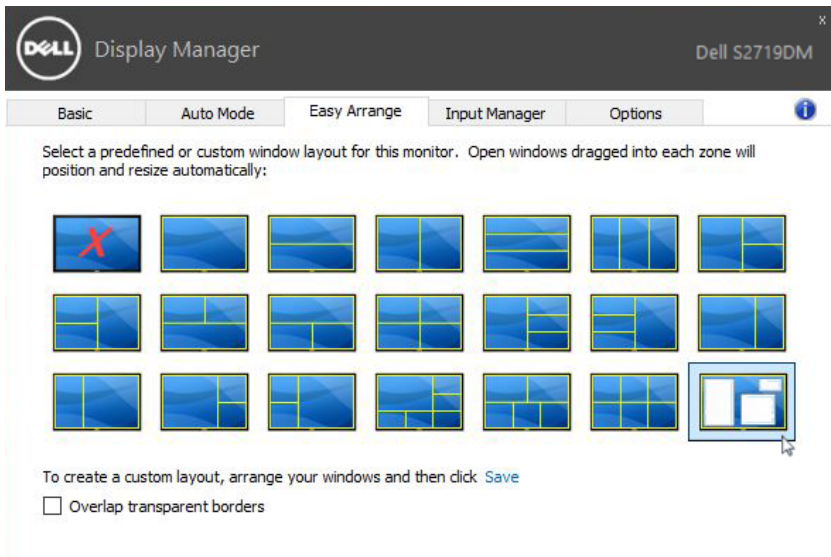 x
DELL
Display Manager
Dell S2719DM
Basic
Auto Mode
Easy Arrange
Input Manager
Options
i
Select a predefined or custom window layout for this monitor. Open windows dragged into each zone will
position and resize automatically:
X
To create a custom layout, arrange your windows and then click Save
Overlap transparent borders